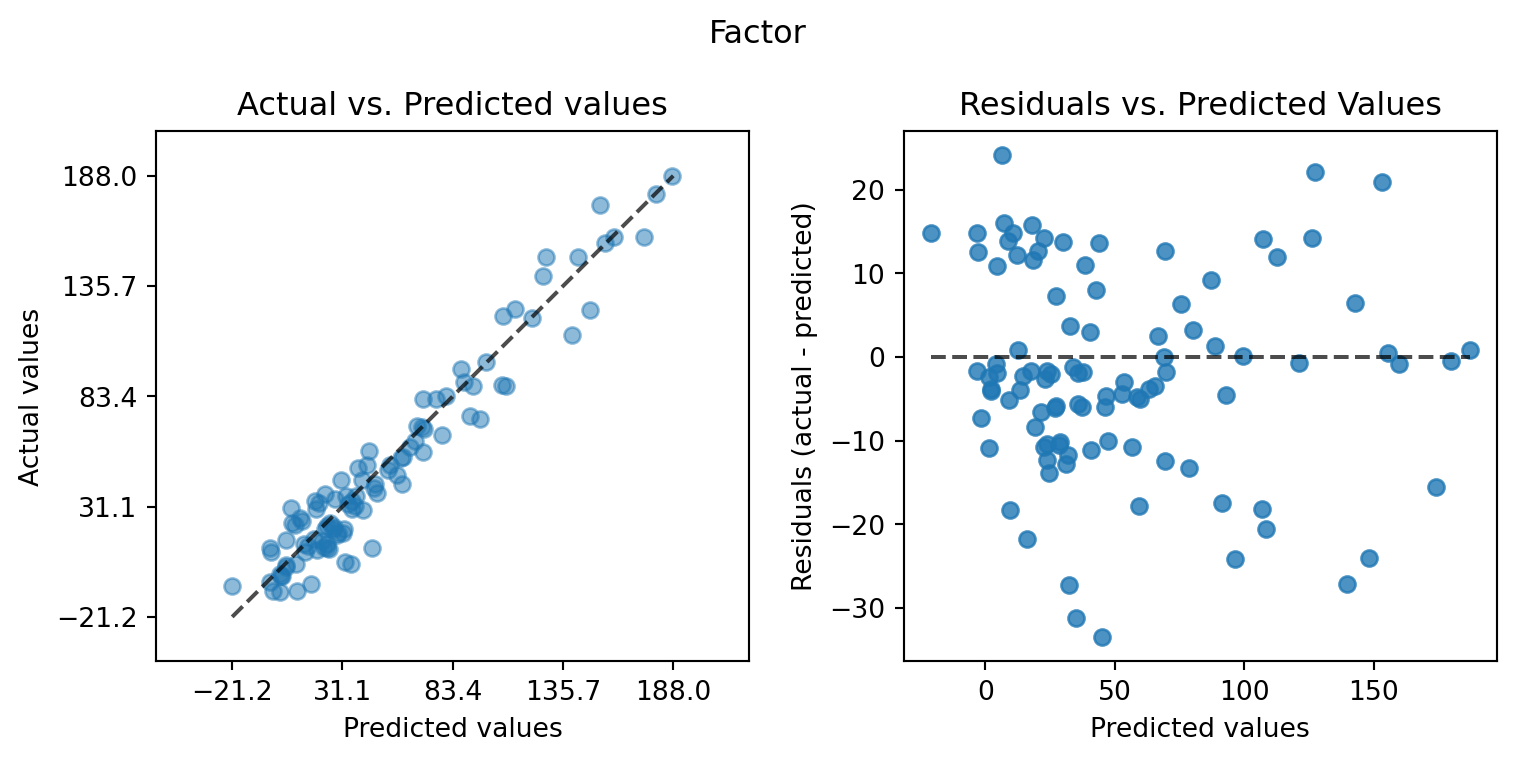 Factor
Actual vs. Predicted values
188.0
135.7
83.4
31.1
−21.2
Actual values
−21.2 31.1 83.4 135.7 188.0
Predicted values
Residuals vs. Predicted Values
20
10
0
−10
−20
−30
Residuals (actual - predicted)
0 50 100 150
Predicted values